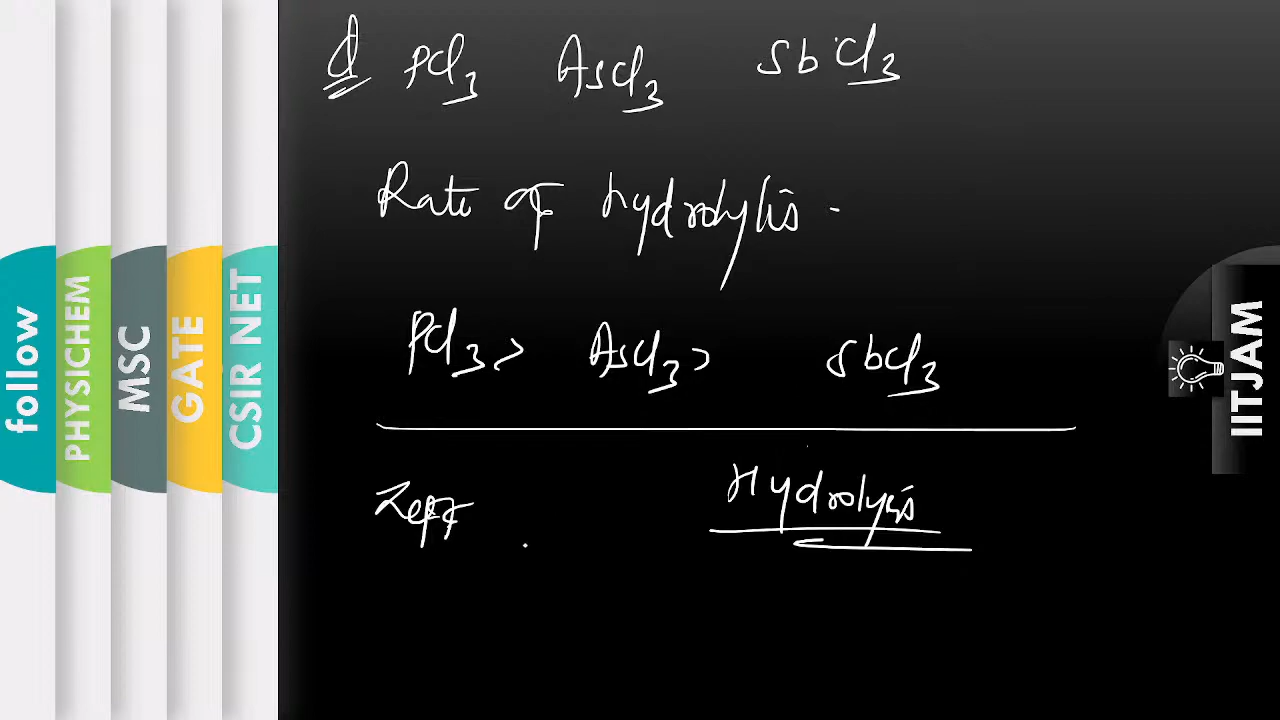 follow
PHYSICHEM
MSC
GATE
CSIR NET
d PCl3 AsCl3 SbCl3
Rate of hydrolysis -
PCl3 > AsCl3 > SbCl3
Hydrolysis
Zeff
IITJAM